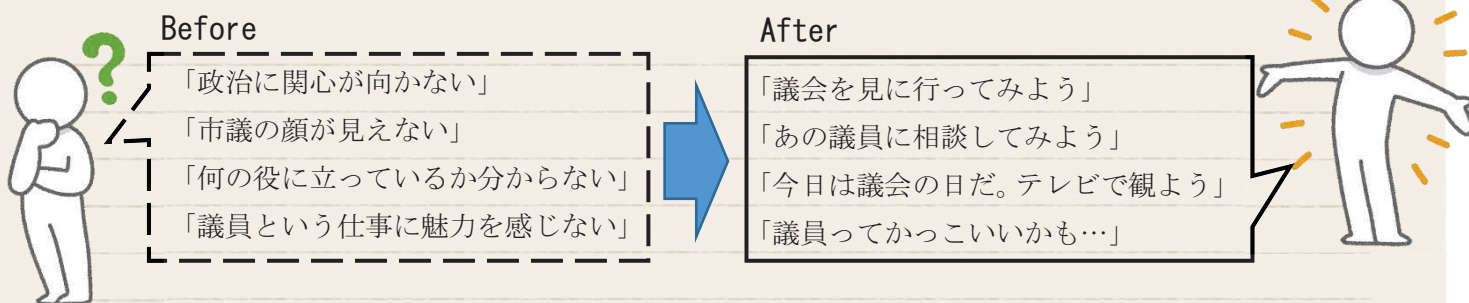 Before
「政治に関心が向かない」
「市議の顔が見えない」
「何の役に立っているか分からない」
「議員という仕事に魅力を感じない」
After
「議会を見に行ってみよう」
「あの議員に相談してみよう」
「今日は議会の日だ。テレビで観よう」
「議員ってかっこいいかも…」
？